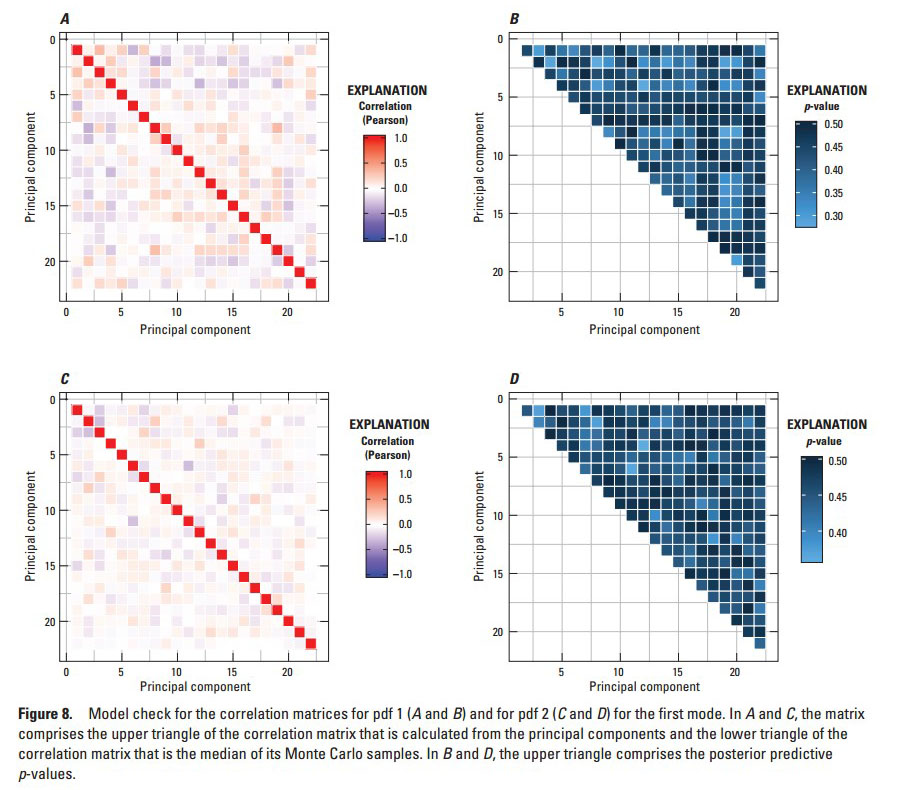 A
0
5
10
15
20
Principal component
0
5
10
15
20
Principal component
EXPLANATION
Correlation
(Pearson)
1.0
0.5
0.0
−0.5
−1.0
B
0
5
10
15
20
Principal component
5
10
15
20
Principal component
EXPLANATION
p-value
0.50
0.45
0.40
0.35
0.30
C
0
5
10
15
20
Principal component
0
5
10
15
20
Principal component
EXPLANATION
Correlation
(Pearson)
1.0
0.5
0.0
−0.5
−1.0
D
0
5
10
15
20
Principal component
5
10
15
20
Principal component
EXPLANATION
p-value
0.50
0.45
0.40
Figure 8. Model check for the correlation matrices for pdf 1 (A and B) and for pdf 2 (C and D) for the first mode. In A and C, the matrix
comprises the upper triangle of the correlation matrix that is calculated from the principal components and the lower triangle of the
correlation matrix that is the median of its Monte Carlo samples. In B and D, the upper triangle comprises the posterior predictive
p-values.